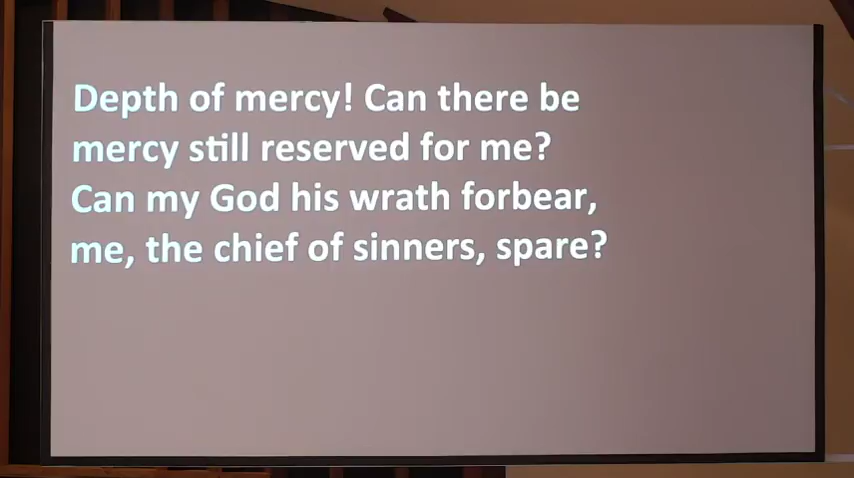 Depth of mercy! Can there be
mercy still reserved for me?
Can my God his wrath forbear,
me, the chief of sinners, spare?